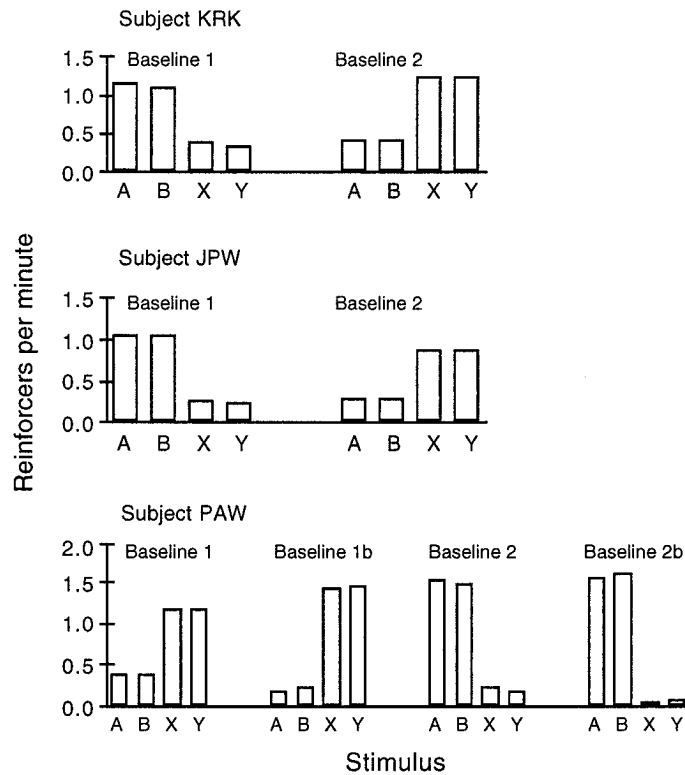 Subject KRK
Baseline 1 Baseline 2
1.5
1.0
0.5
0.0
A B X Y A B X Y
Subject JPW
Baseline 1 Baseline 2
1.5
1.0
0.5
0.0
A B X Y A B X Y
Reinforcers per minute
Subject PAW
Baseline 1 Baseline 1b Baseline 2 Baseline 2b
2.0
1.5
1.0
0.5
0.0
A B X Y A B X Y A B X Y A B X Y
Stimulus